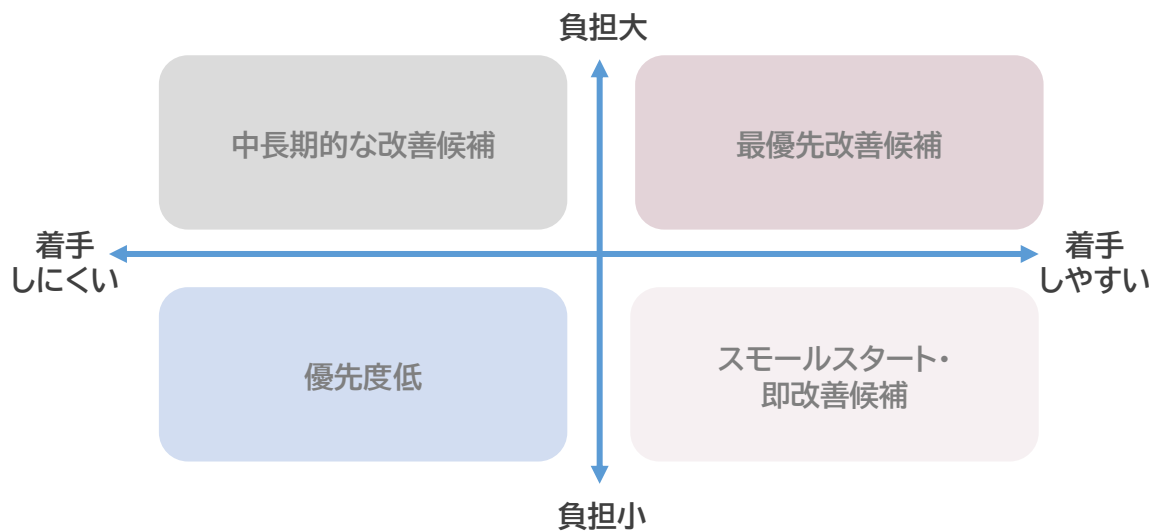 負担大
中長期的な改善候補
最優先改善候補
着手
しにくい
着手
しやすい
優先度低
スモールスタート・
即改善候補
負担小